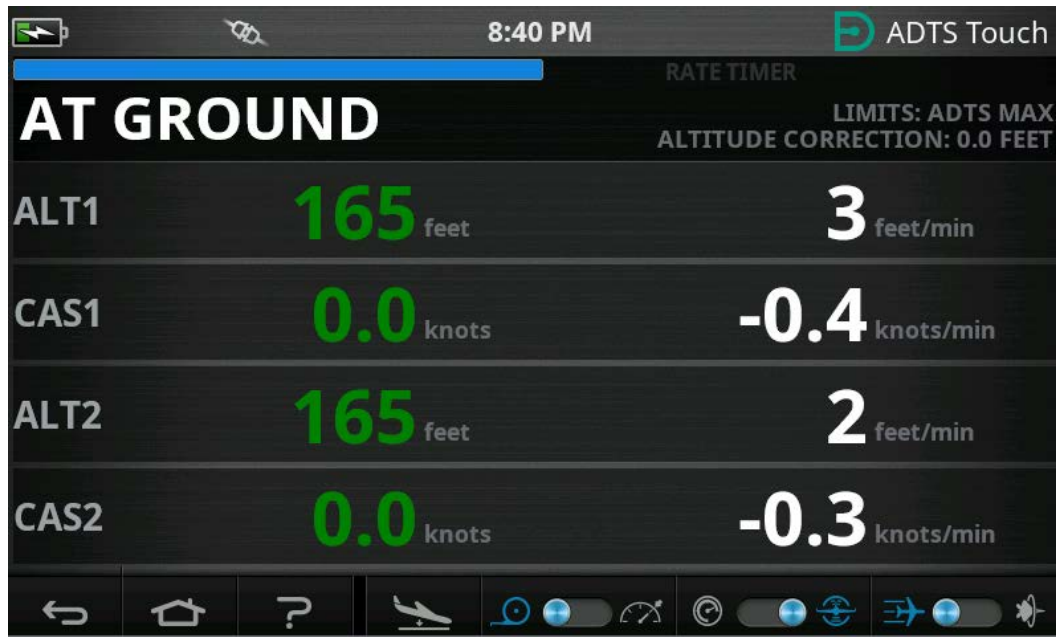 8:40 PM ADTS Touch
RATE TIMER
AT GROUND
LIMITS: ADTS MAX
ALTITUDE CORRECTION: 0.0 FEET
ALT1 165 feet 3 feet/min
CAS1 0.0 knots -0.4 knots/min
ALT2 165 feet 2 feet/min
CAS2 0.0 knots -0.3 knots/min
?